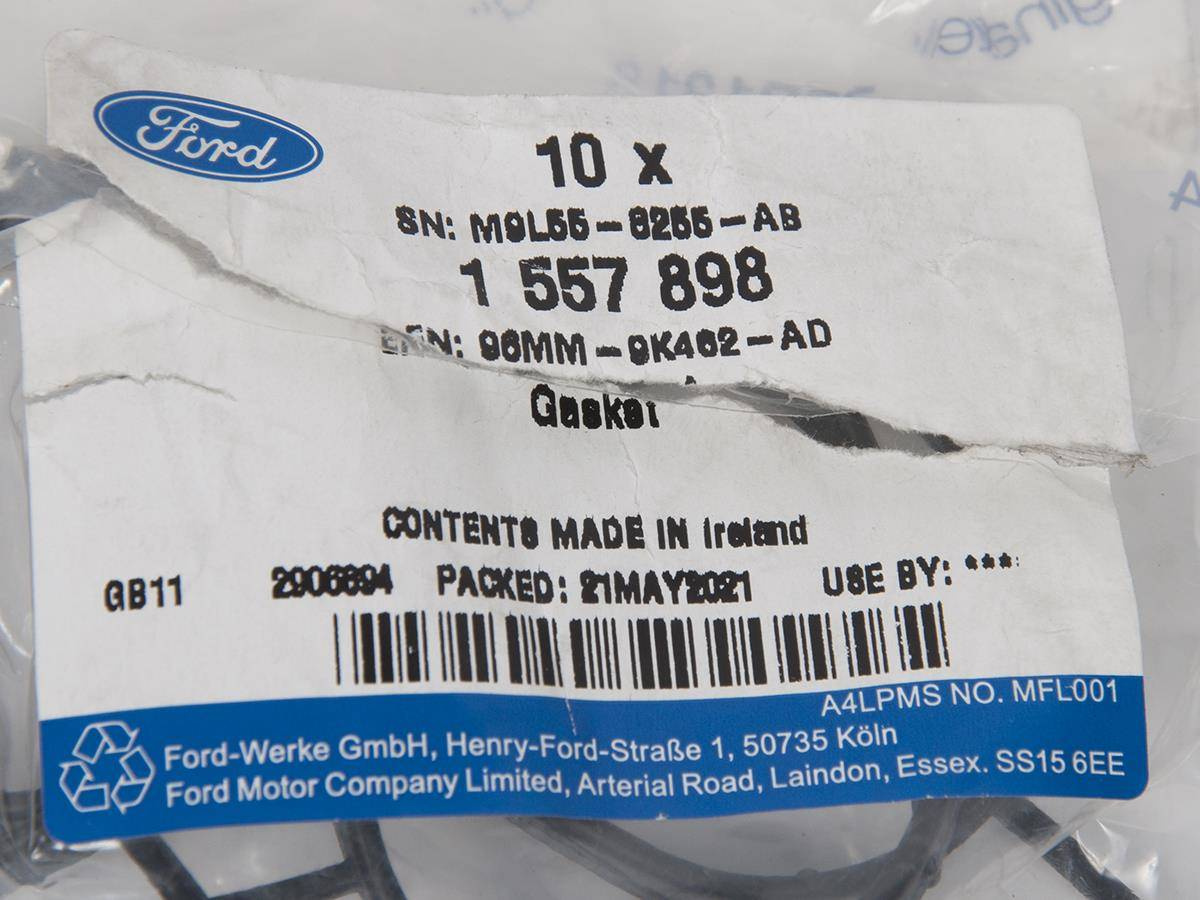 Ford
10 x
SN: M9L55-8255-AB
1 557 898
EPN: 96MM-9K462-AD
Gasket
CONTENTS MADE IN Ireland
GB11 2906894 PACKED: 21MAY2021 USE BY: ***
A4LPMS NO. MFL001
Ford-Werke GmbH, Henry-Ford-Straße 1, 50735 Köln
Ford Motor Company Limited, Arterial Road, Laindon, Essex. SS15 6EE